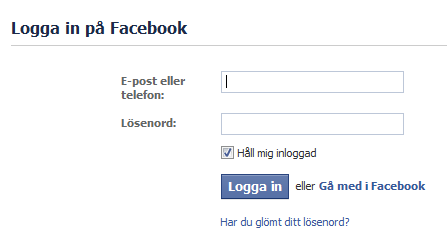 Logga in på Facebook
E-post eller
telefon:
Lösenord:
Håll mig inloggad
Logga in eller Gå med i Facebook
Har du glömt ditt lösenord?